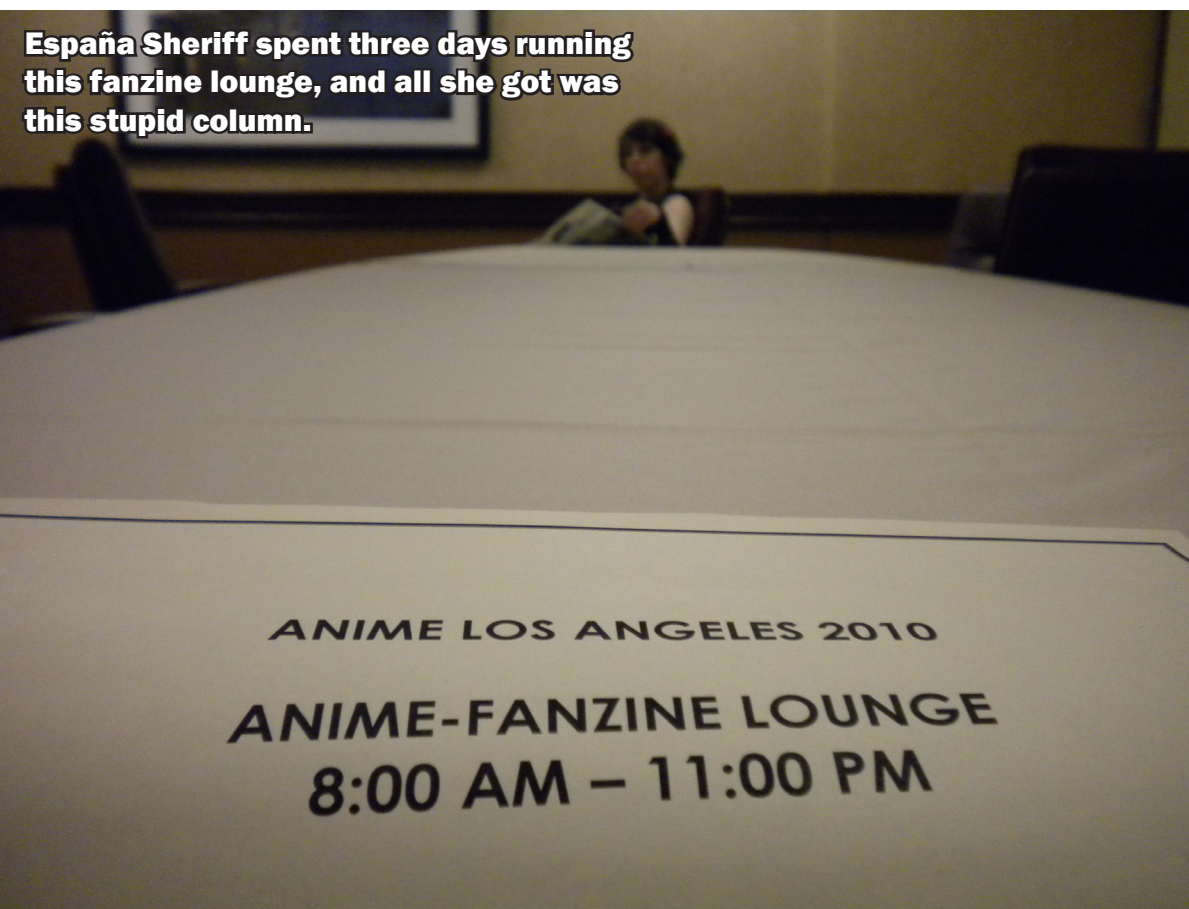 España Sheriff spent three days running
this fanzine lounge, and all she got was
this stupid column.
ANIME LOS ANGELES 2010
ANIME-FANZINE LOUNGE
8:00 AM – 11:00 PM